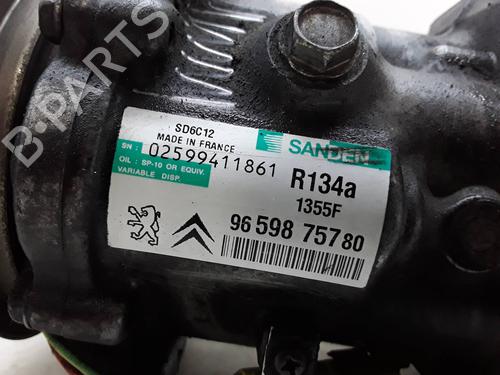 B-PARTS
SD6C12
MADE IN FRANCE
SN : 02599411861
OIL : SP-10 OR EQUIV.
VARIABLE DISP.
SANDEN
R134a
1355F
96 598 757 80